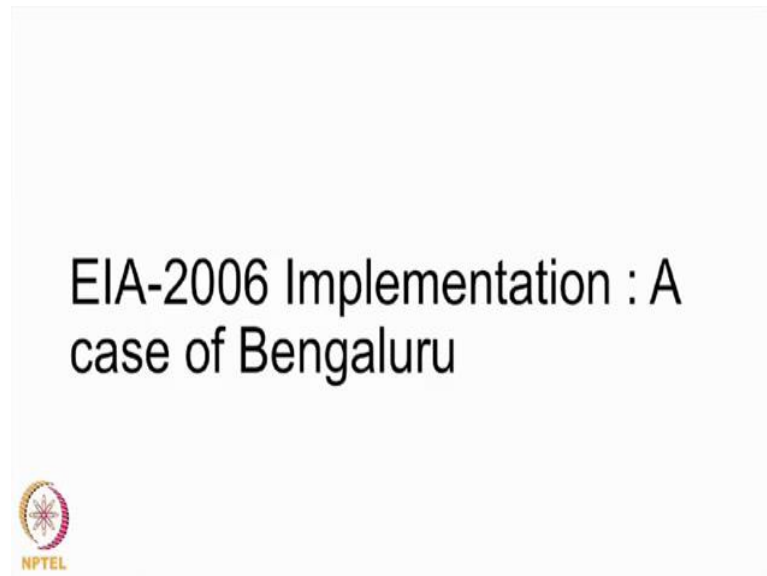 EIA-2006 Implementation : A
case of Bengaluru
NPTEL